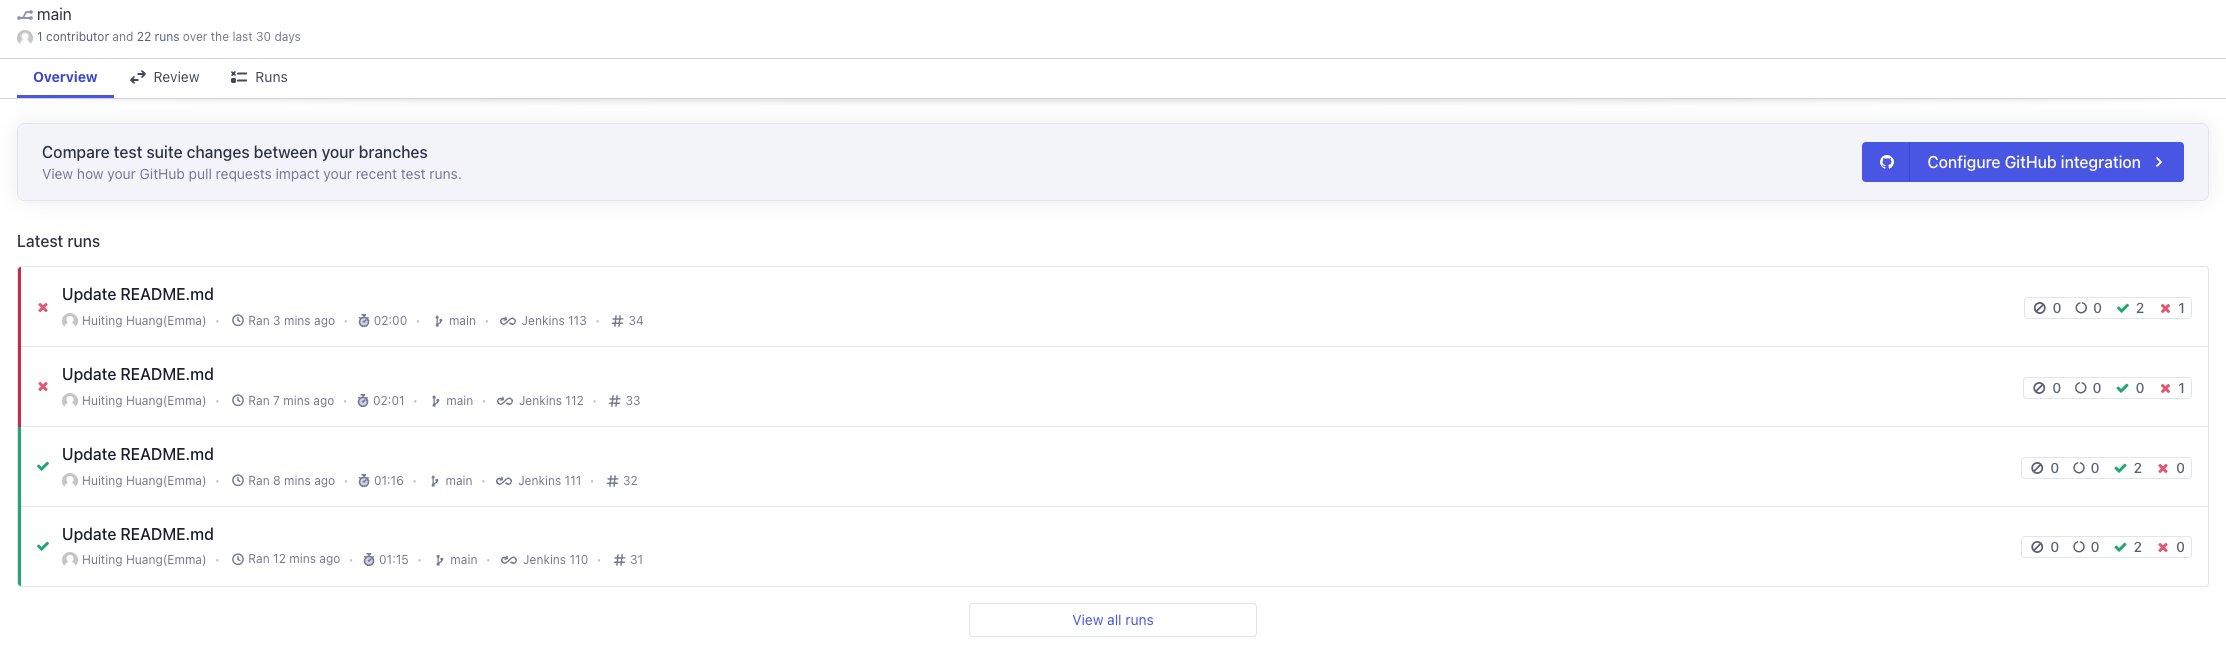 main
1 contributor and 22 runs over the last 30 days
Overview Review Runs
Compare test suite changes between your branches
View how your GitHub pull requests impact your recent test runs.
Configure GitHub integration
Latest runs
Update README.md
Huiting Huang(Emma) · Ran 3 mins ago · 02:00 · main · Jenkins 113 · # 34
0 0 2 1
Update README.md
Huiting Huang(Emma) · Ran 7 mins ago · 02:01 · main · Jenkins 112 · # 33
0 0 0 1
Update README.md
Huiting Huang(Emma) · Ran 8 mins ago · 01:16 · main · Jenkins 111 · # 32
0 0 2 0
Update README.md
Huiting Huang(Emma) · Ran 12 mins ago · 01:15 · main · Jenkins 110 · # 31
0 0 2 0
View all runs